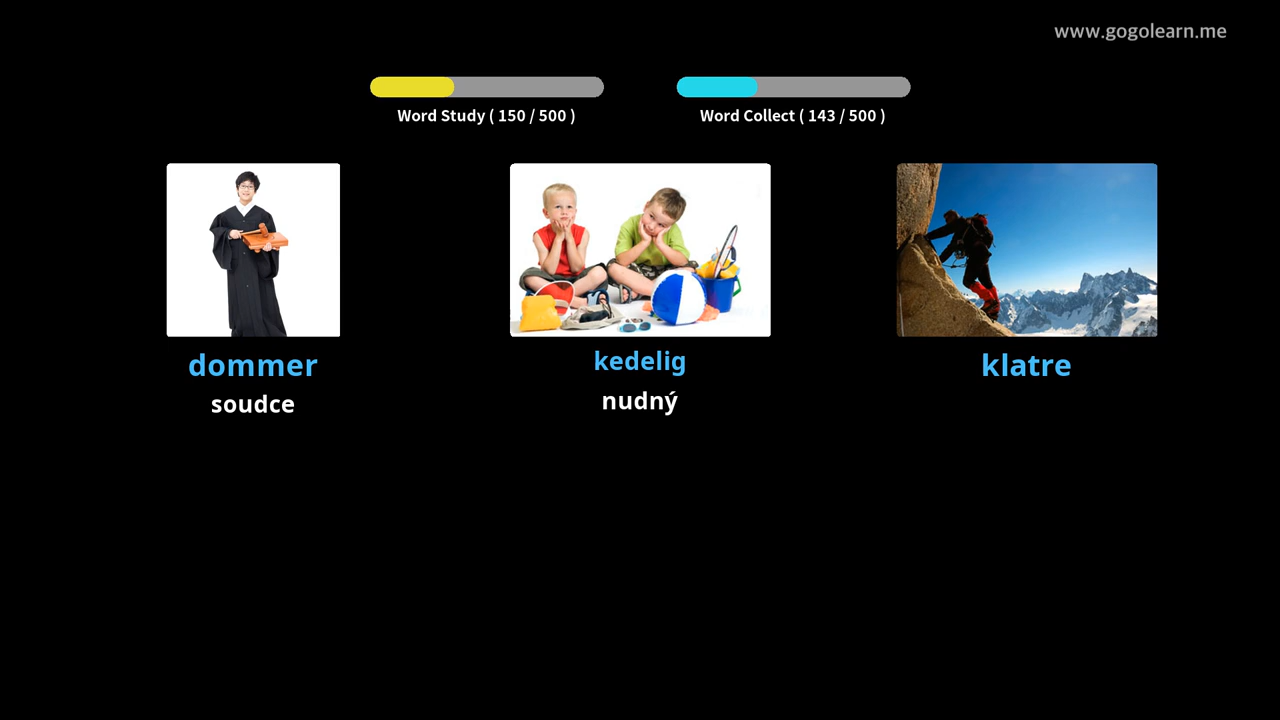 www.gogolearn.me
Word Study ( 150 / 500 )
Word Collect ( 143 / 500 )
dommer
soudce
kedelig
nudný
klatre